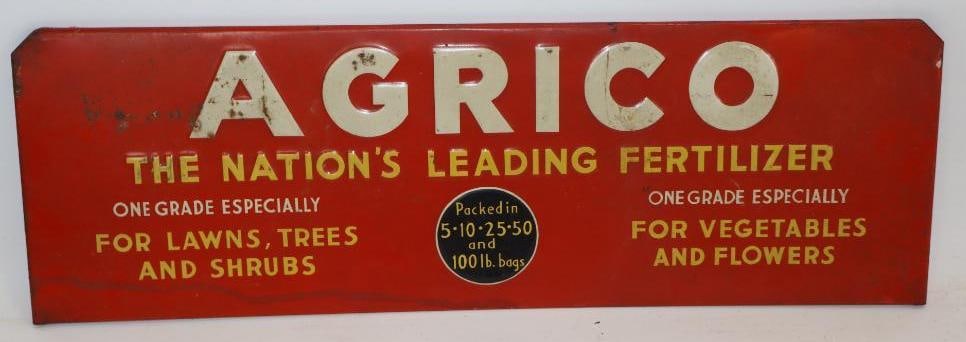 AGRICO
THE NATION'S LEADING FERTILIZER
ONE GRADE ESPECIALLY
FOR LAWNS, TREES
AND SHRUBS
Packed in
5·10·25·50
and
100 lb. bags
ONE GRADE ESPECIALLY
FOR VEGETABLES
AND FLOWERS